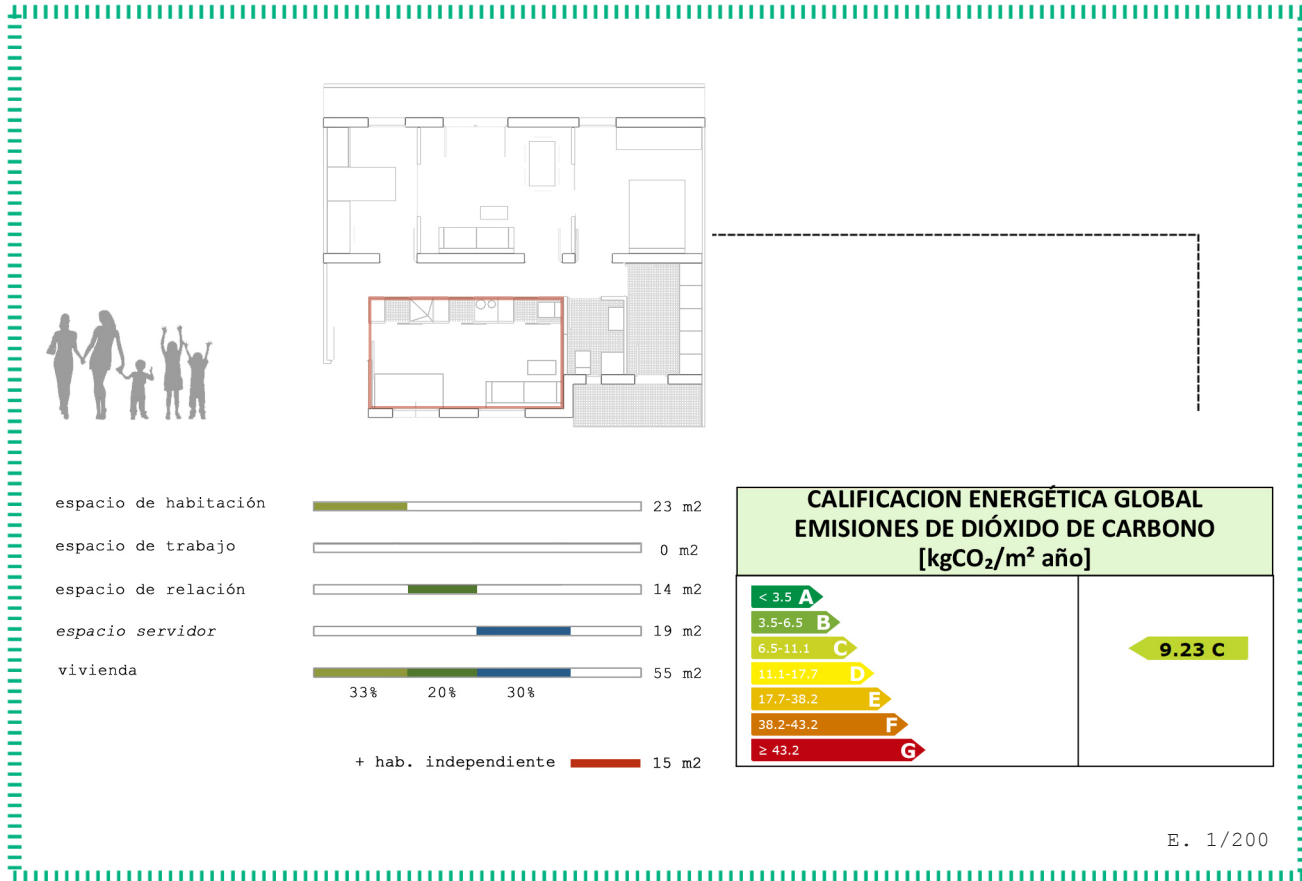 espacio de habitación 23 m2
espacio de trabajo 0 m2
espacio de relación 14 m2
espacio servidor 19 m2
vivienda 55 m2
33% 20% 30%
+ hab. independiente 15 m2
CALIFICACION ENERGÉTICA GLOBAL
EMISIONES DE DIÓXIDO DE CARBONO
[kgCO₂/m² año]
< 3.5 A
3.5-6.5 B
6.5-11.1 C
11.1-17.7 D
17.7-38.2 E
38.2-43.2 F
≥ 43.2 G
9.23 C
E. 1/200